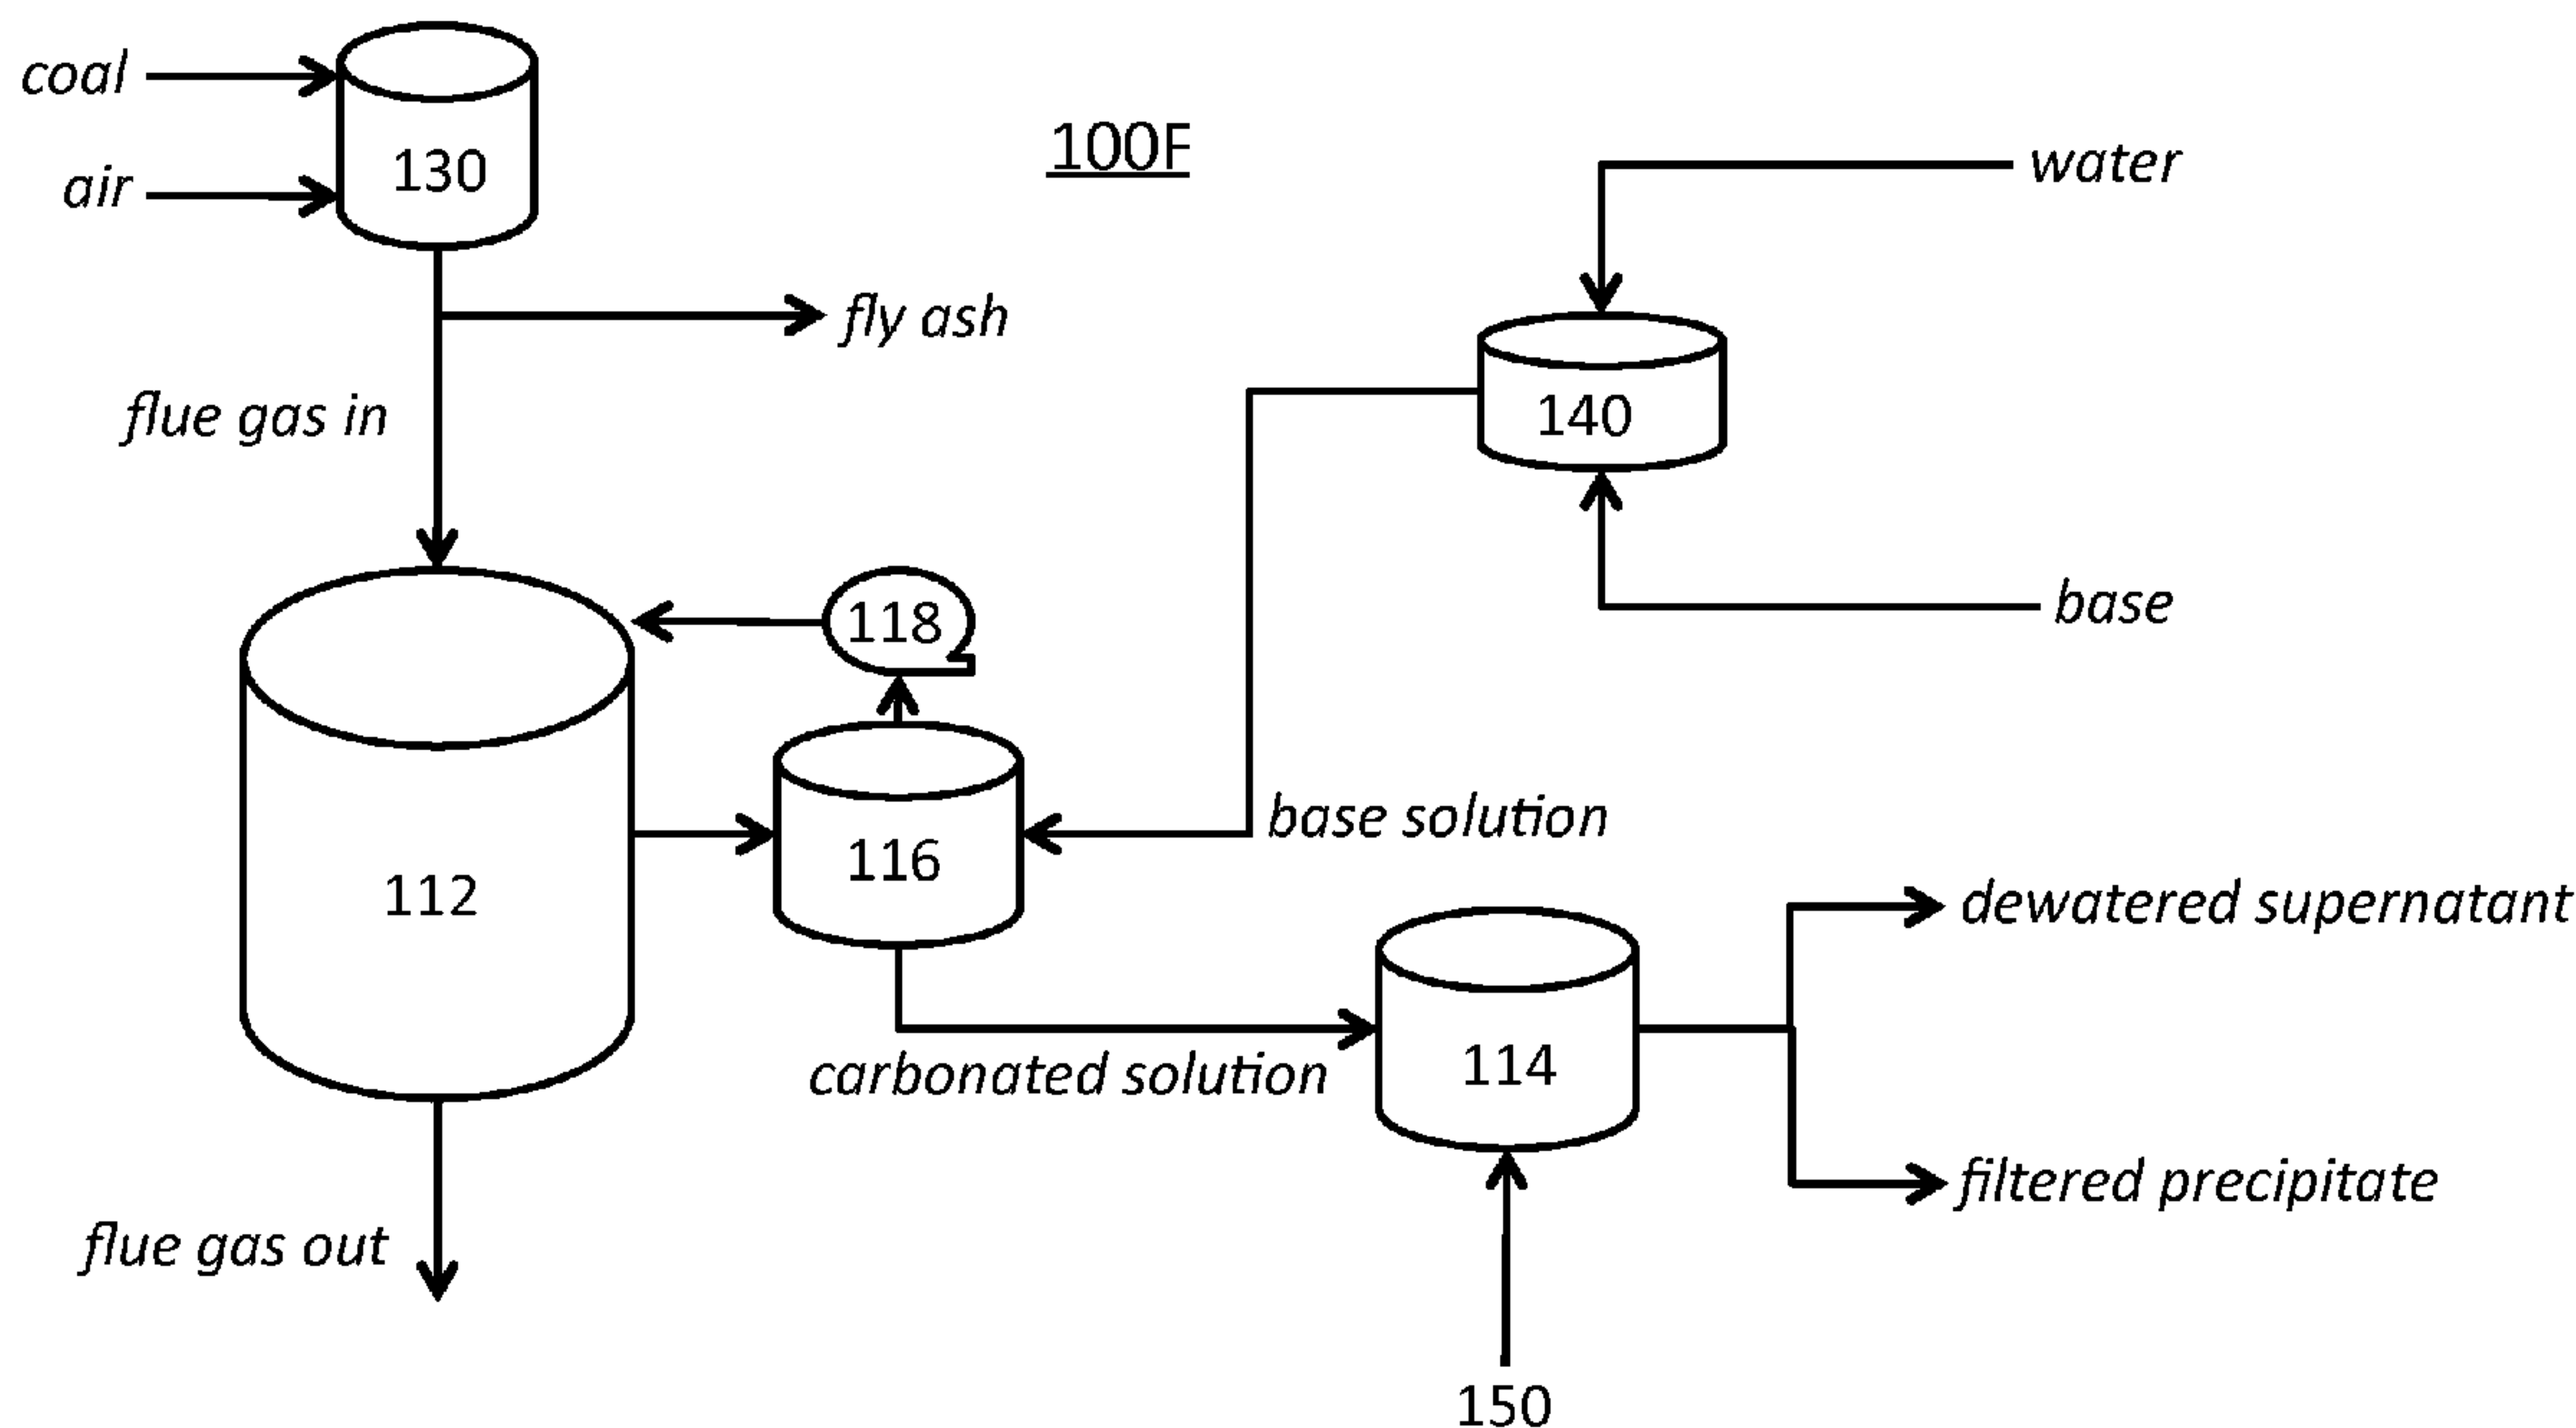 coal
130
100F
water
air
fly ash
flue gas in
140
118
base
base solution
116
112
dewatered supernatant
114
carbonated solution
filtered precipitate
flue gas out
150